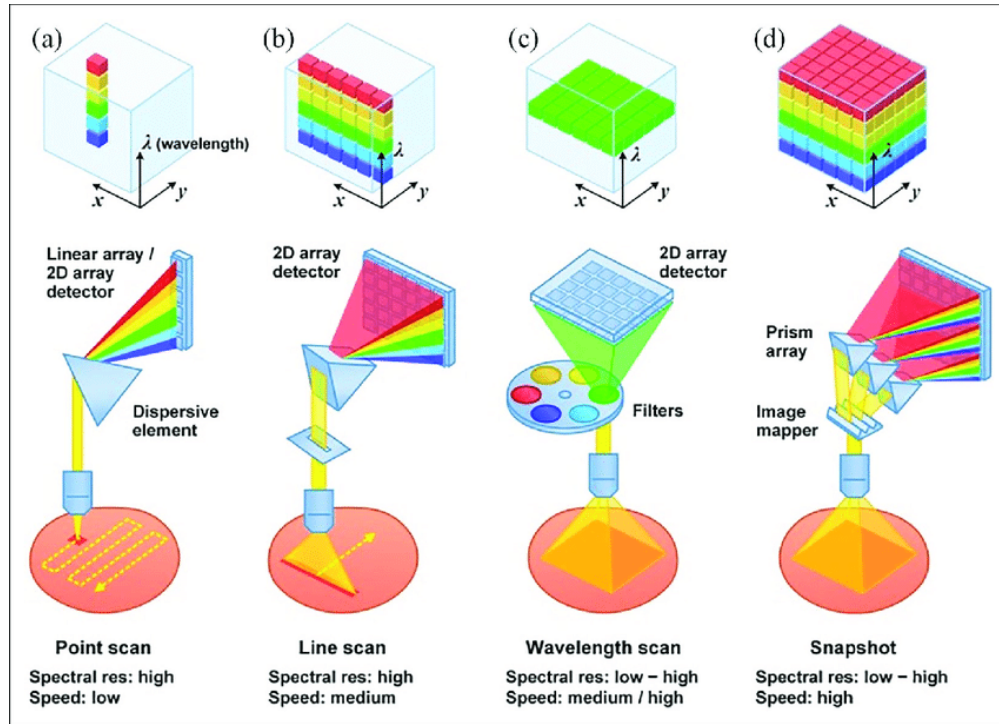 (a)
λ (wavelength)
x
y
(b)
λ
x
y
(c)
λ
x
y
(d)
λ
x
y
Linear array /
2D array
detector
Dispersive
element
2D array
detector
2D array
detector
Filters
Prism
array
Image
mapper
Point scan
Spectral res: high
Speed: low
Line scan
Spectral res: high
Speed: medium
Wavelength scan
Spectral res: low – high
Speed: medium / high
Snapshot
Spectral res: low – high
Speed: high